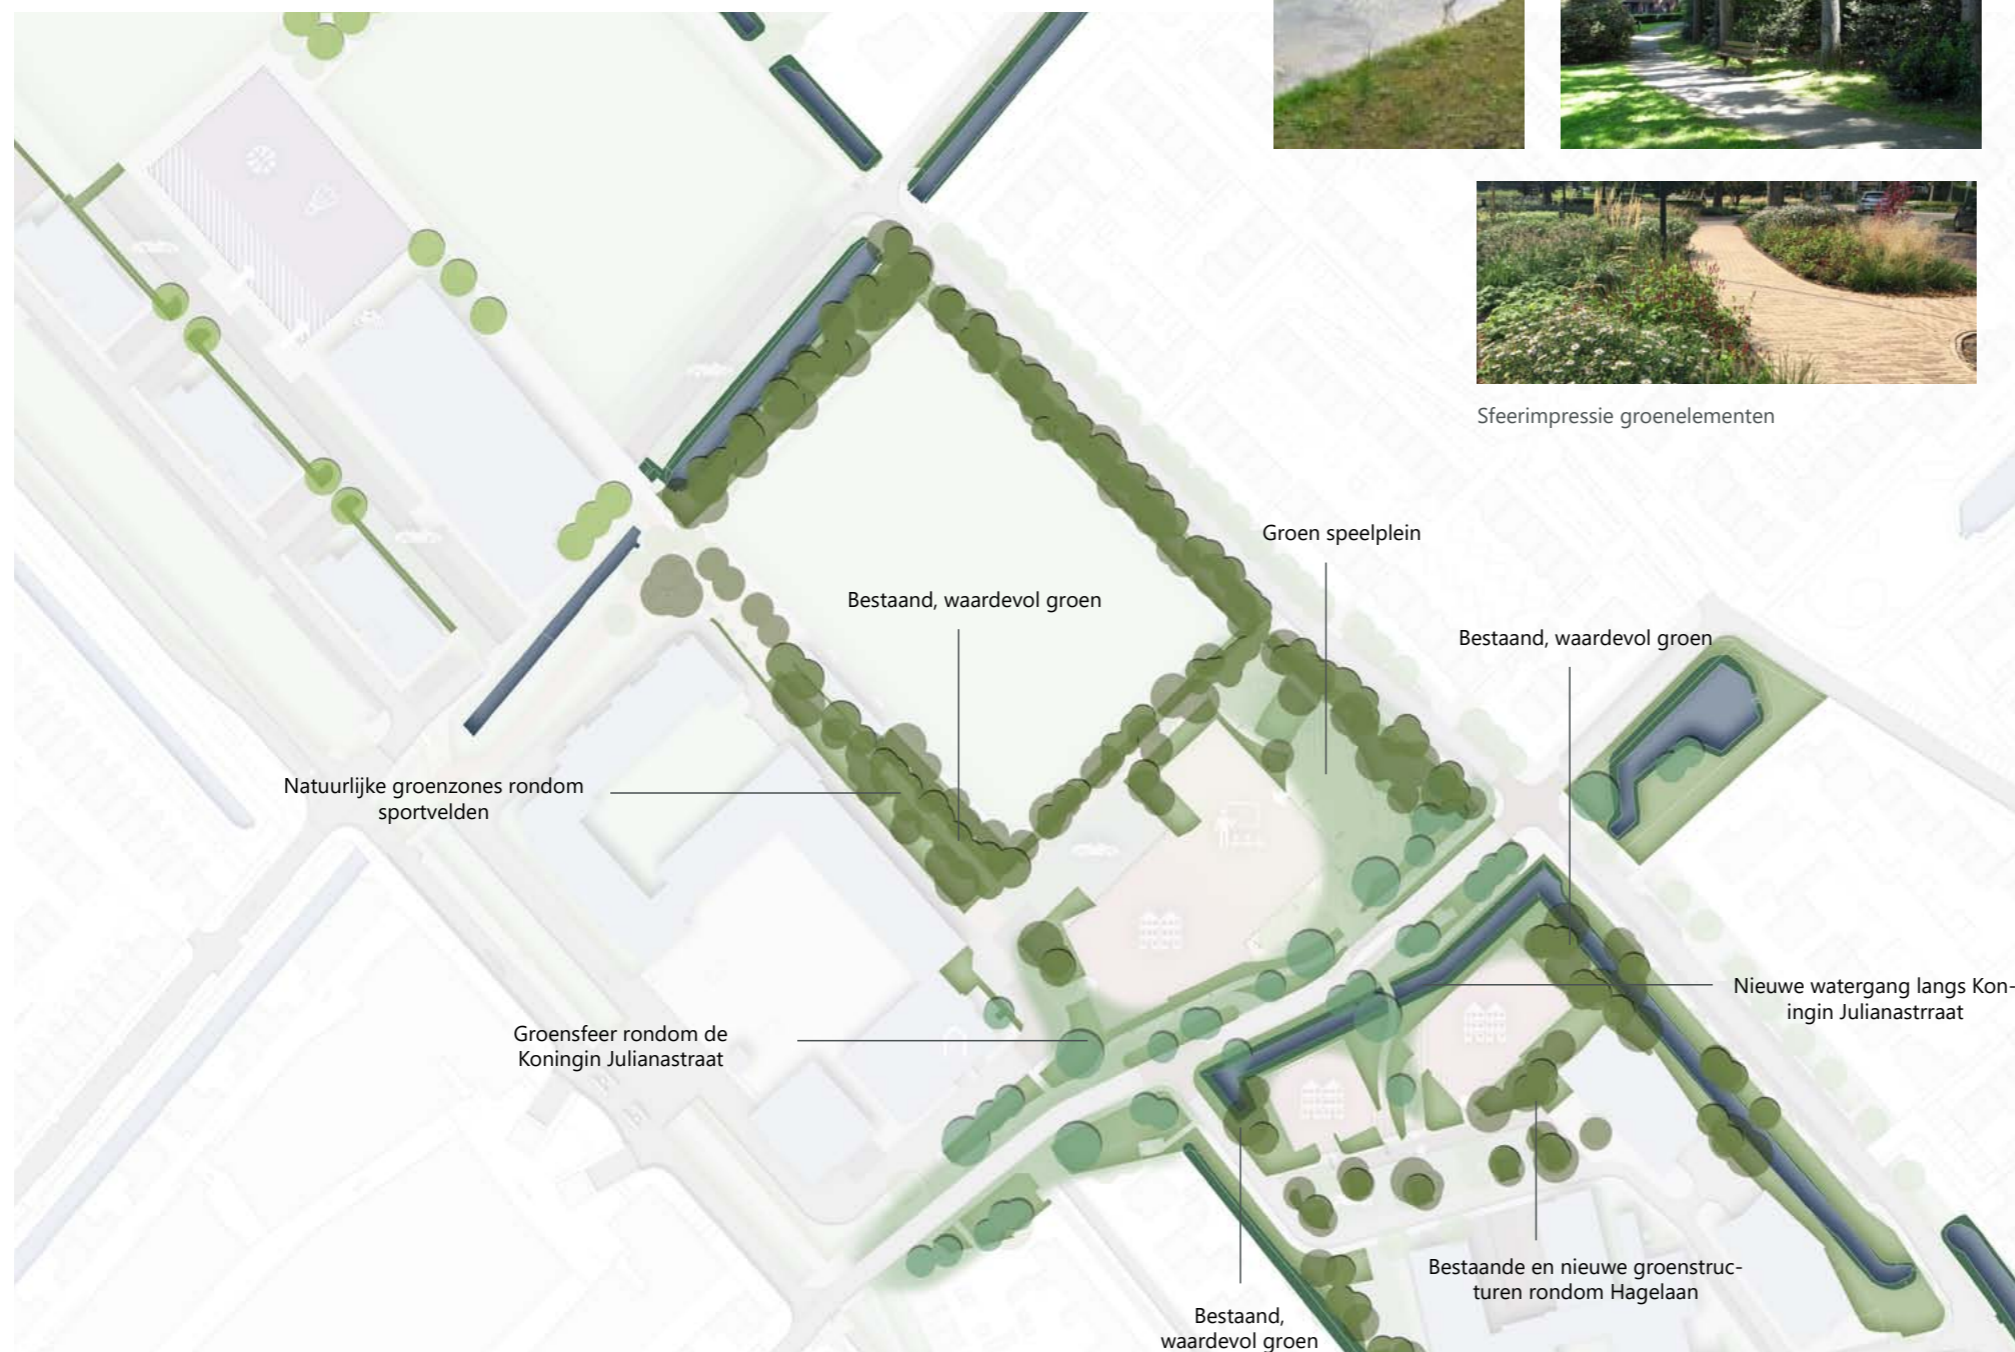 Sfeerimpressie groenelementen
Groen speelplein
Bestaand, waardevol groen
Bestaand, waardevol groen
Natuurlijke groenzones rondom
sportvelden
Nieuwe watergang langs Kon-
ingin Julianastrraat
Groensfeer rondom de
Koningin Julianastraat
Bestaande en nieuwe groenstruc-
turen rondom Hagelaan
Bestaand,
waardevol groen